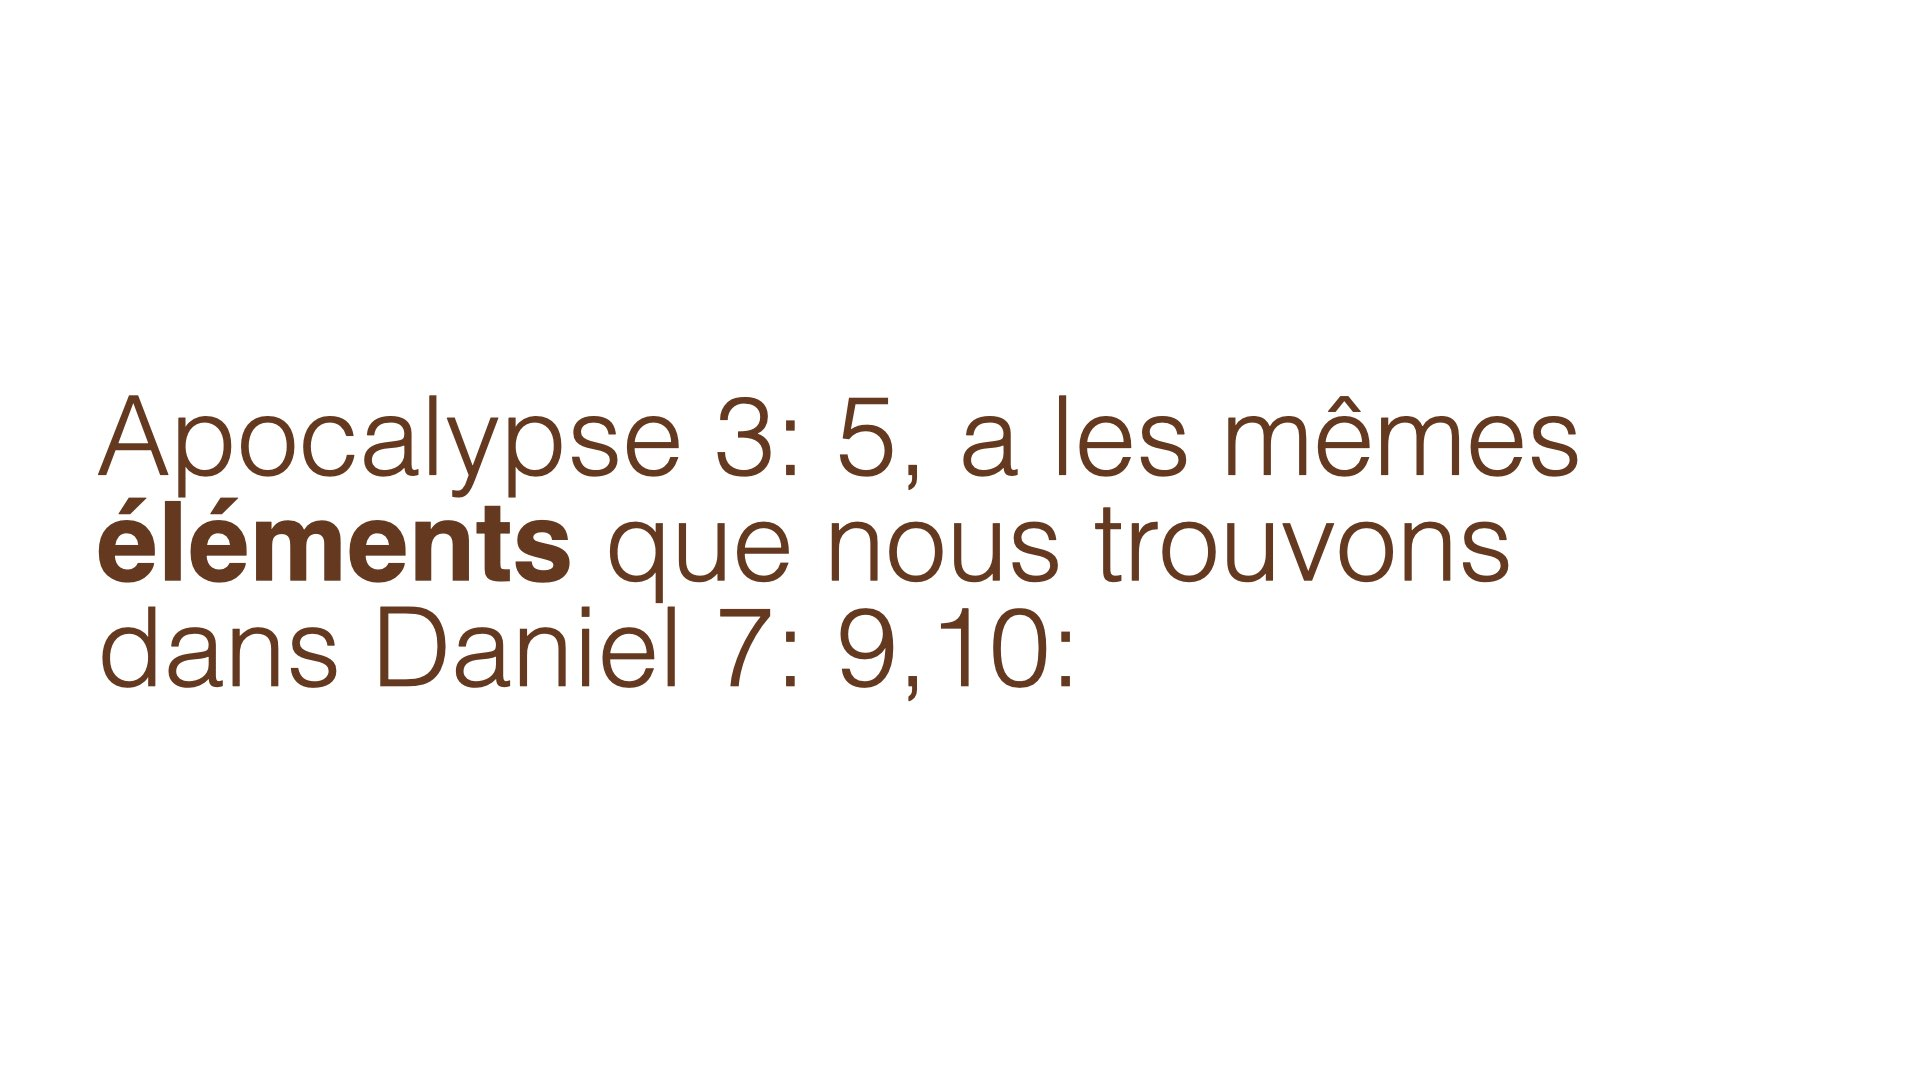 Apocalypse 3: 5, a les mêmes
éléments que nous trouvons
dans Daniel 7: 9,10: